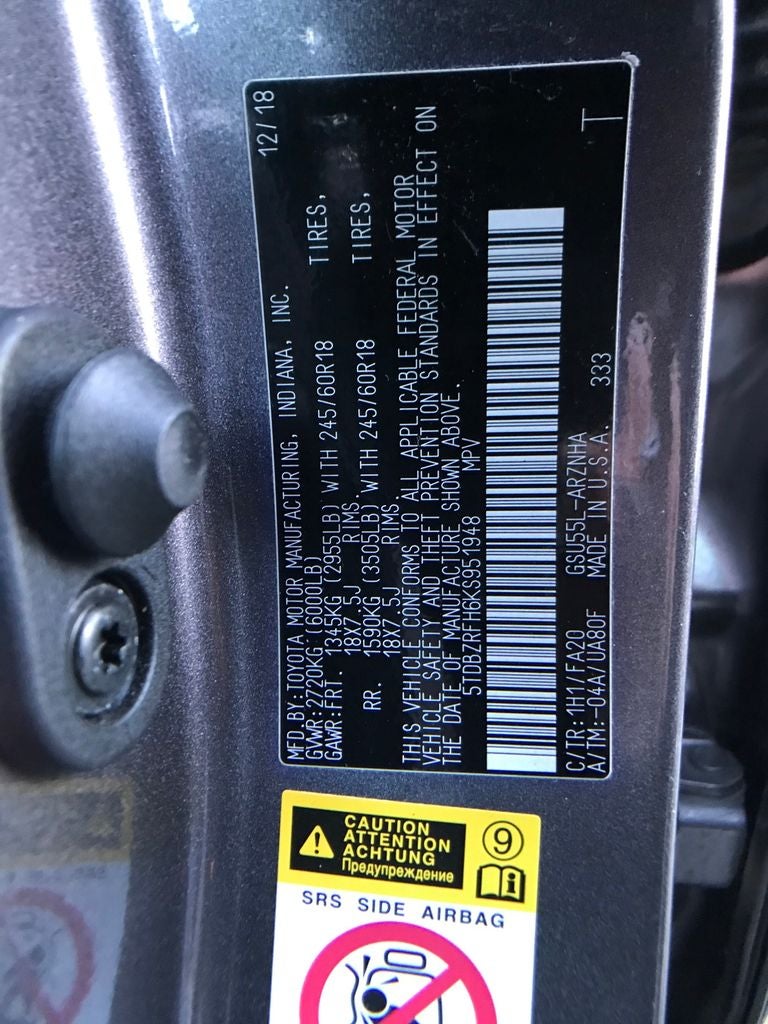 MFD.BY:TOYOTA MOTOR MANUFACTURING, INDIANA, INC. 12/18
GVWR:2720KG (6000LB)
GAWR:FRT. 1345KG (2955LB) WITH 245/60R18 TIRES,
18X7.5J RIMS.
RR. 1590KG (3505LB) WITH 245/60R18 TIRES,
18X7.5J RIMS.
THIS VEHICLE CONFORMS TO ALL APPLICABLE FEDERAL MOTOR
VEHICLE SAFETY AND THEFT PREVENTION STANDARDS IN EFFECT ON
THE DATE OF MANUFACTURE SHOWN ABOVE.
5TDBZRFH6KS951948 MPV
C/TR:1H1/FA20 GSU55L-ARZNHA
A/TM:-04A/UA80F MADE IN U.S.A. 333 T
CAUTION
ATTENTION
ACHTUNG
Предупреждение
9
i
SRS SIDE AIRBAG